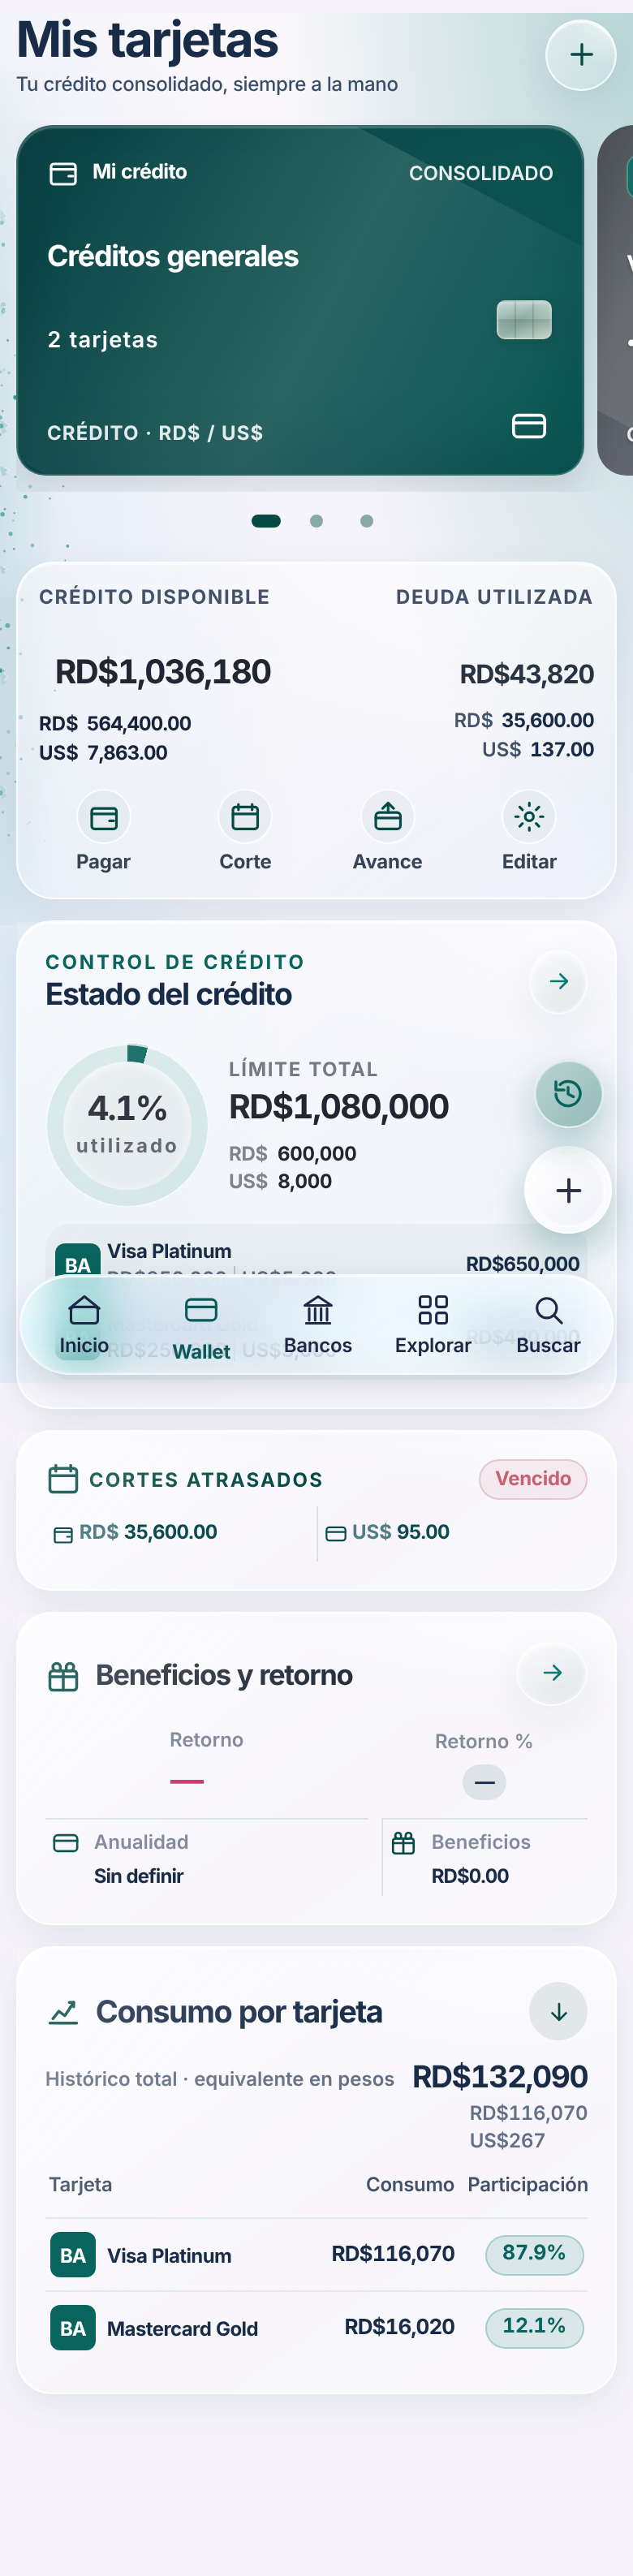 Mis tarjetas
Tu crédito consolidado, siempre a la mano
Mi crédito
CONSOLIDADO
Créditos generales
2 tarjetas
CRÉDITO · RD$ / US$
CRÉDITO DISPONIBLE
DEUDA UTILIZADA
RD$1,036,180
RD$43,820
RD$ 564,400.00
RD$ 35,600.00
US$ 7,863.00
US$ 137.00
Pagar
Corte
Avance
Editar
CONTROL DE CRÉDITO
Estado del crédito
4.1%
utilizado
LÍMITE TOTAL
RD$1,080,000
RD$ 600,000
US$ 8,000
BA
Visa Platinum
RD$650,000
Mastercard Gold
Inicio
Wallet
Bancos
Explorar
Buscar
CORTES ATRASADOS
Vencido
RD$ 35,600.00
US$ 95.00
Beneficios y retorno
Retorno
Retorno %
—
—
Anualidad
Sin definir
Beneficios
RD$0.00
Consumo por tarjeta
Histórico total · equivalente en pesos
RD$132,090
RD$116,070
US$267
Tarjeta
Consumo
Participación
BA
Visa Platinum
RD$116,070
87.9%
BA
Mastercard Gold
RD$16,020
12.1%